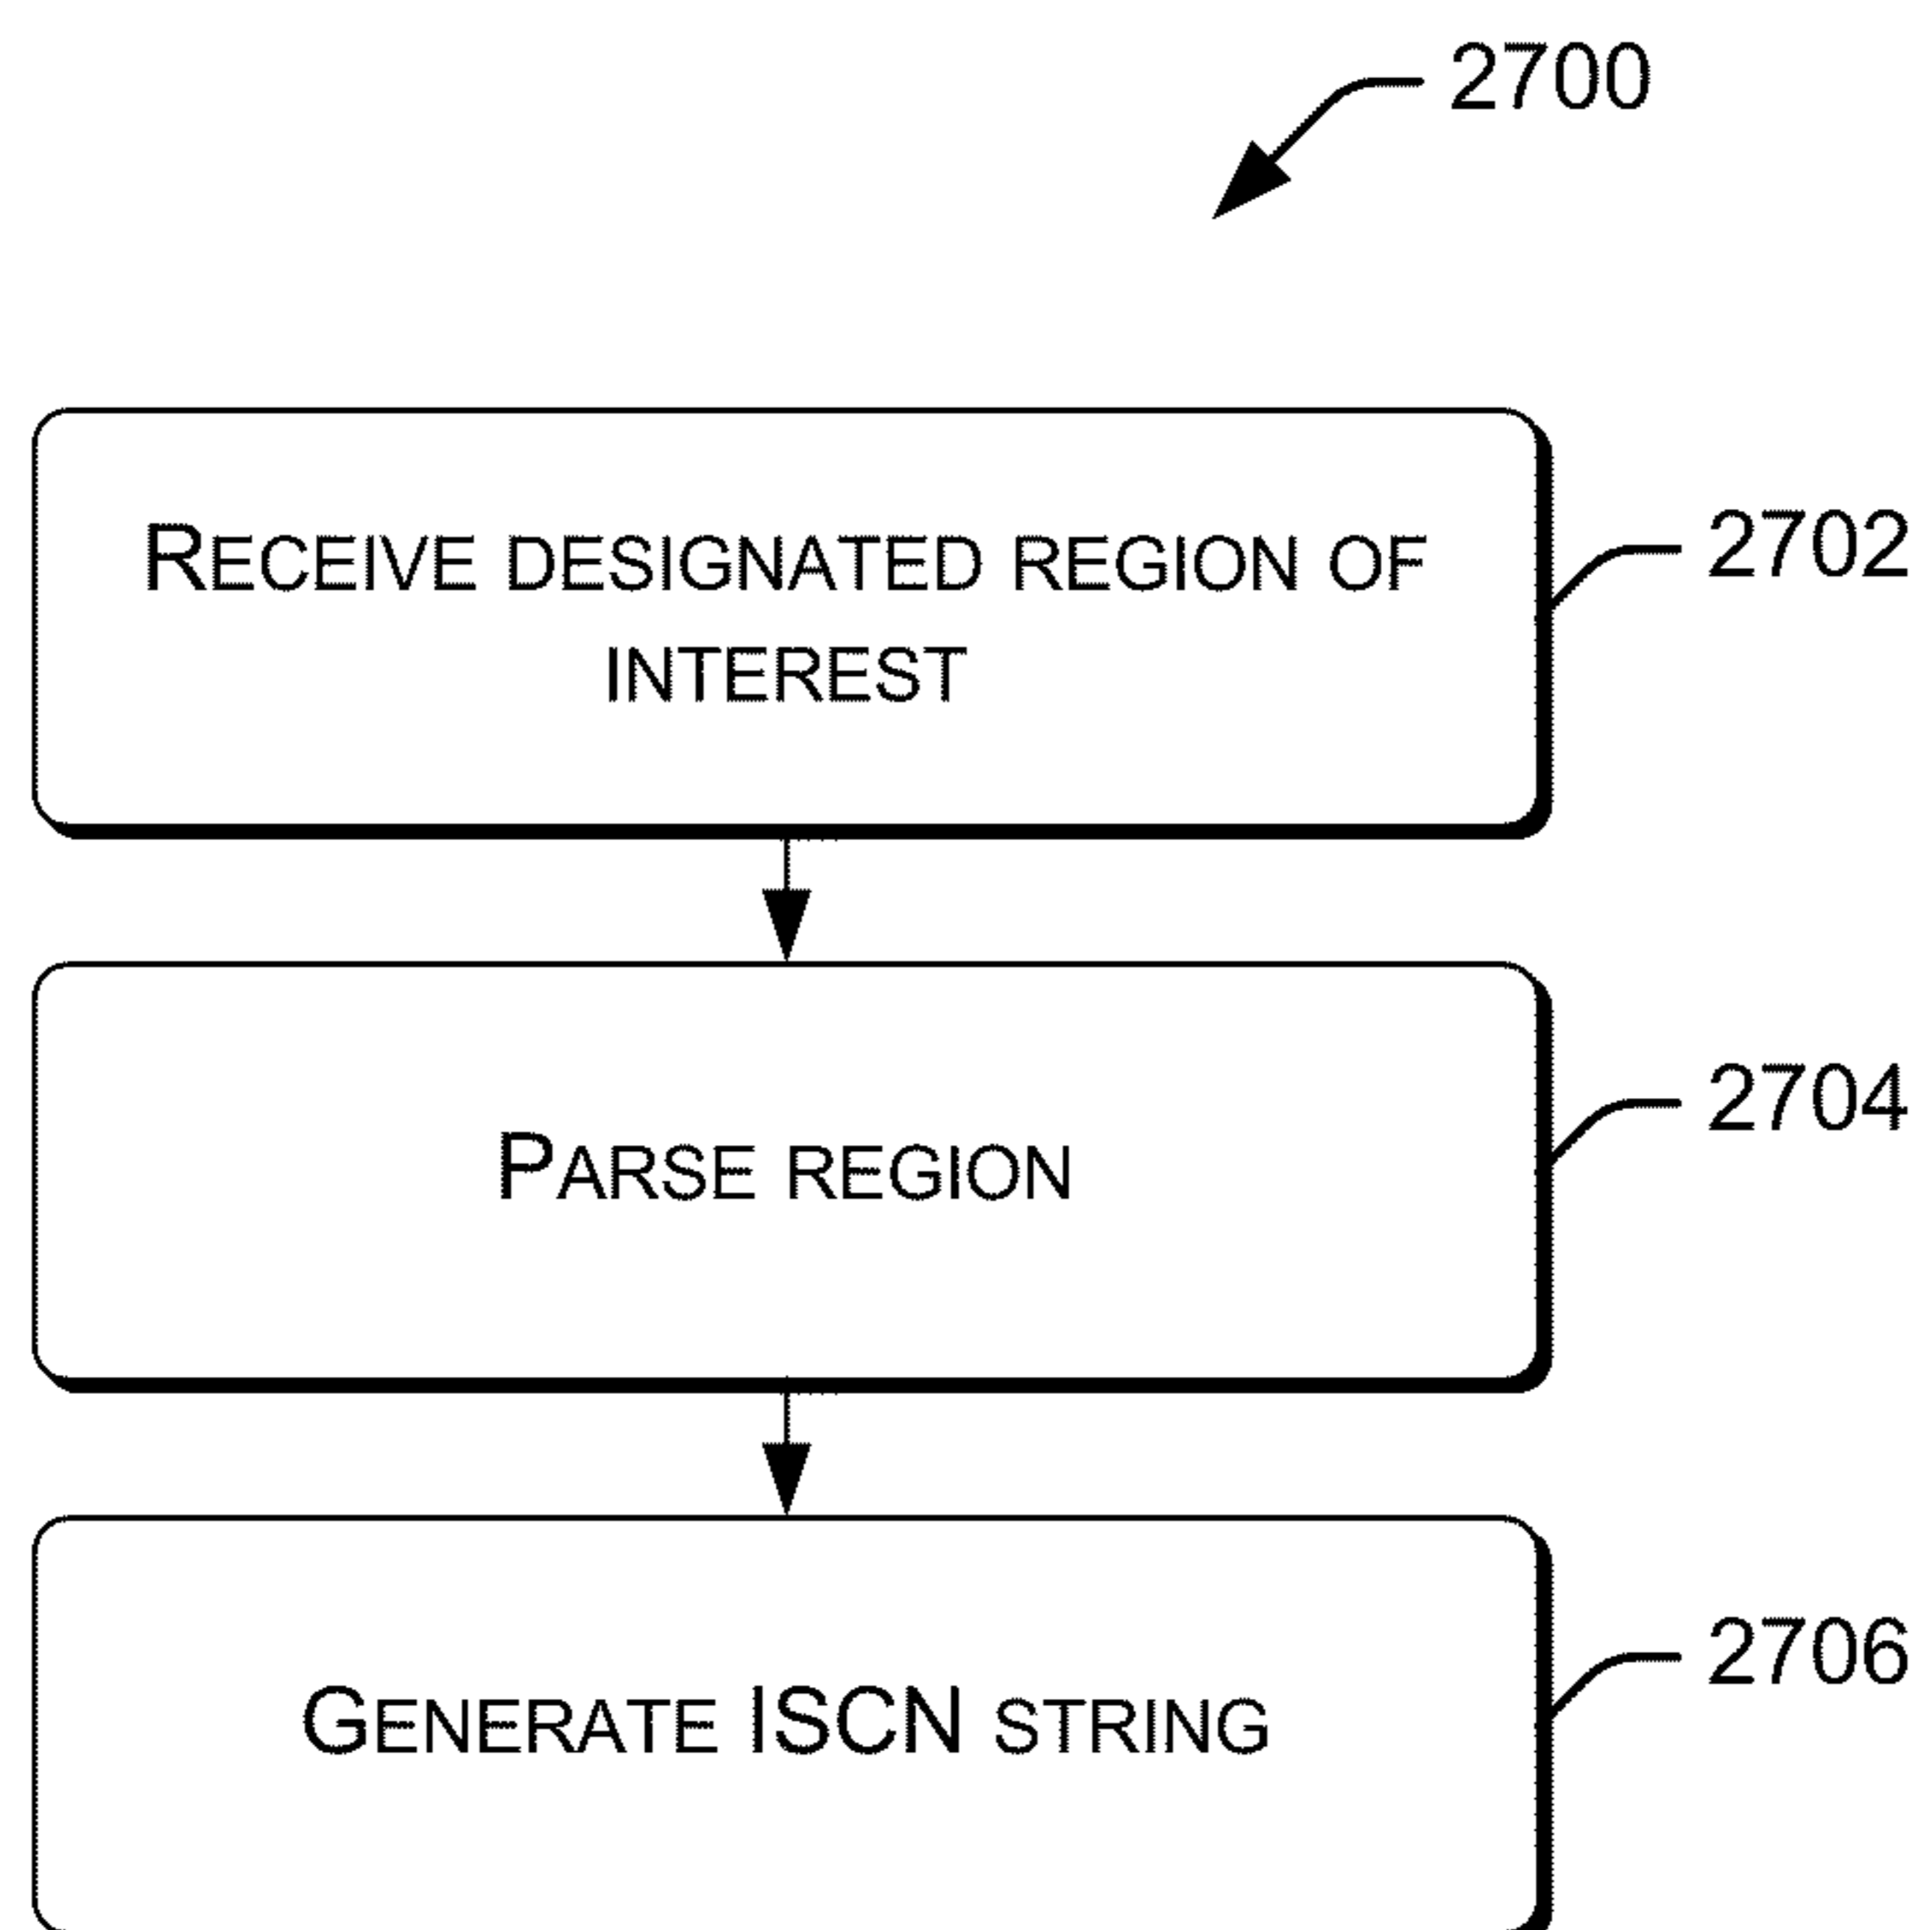 2700
RECEIVE DESIGNATED REGION OF
INTEREST
2702
PARSE REGION
2704
GENERATE ISCN STRING
2706